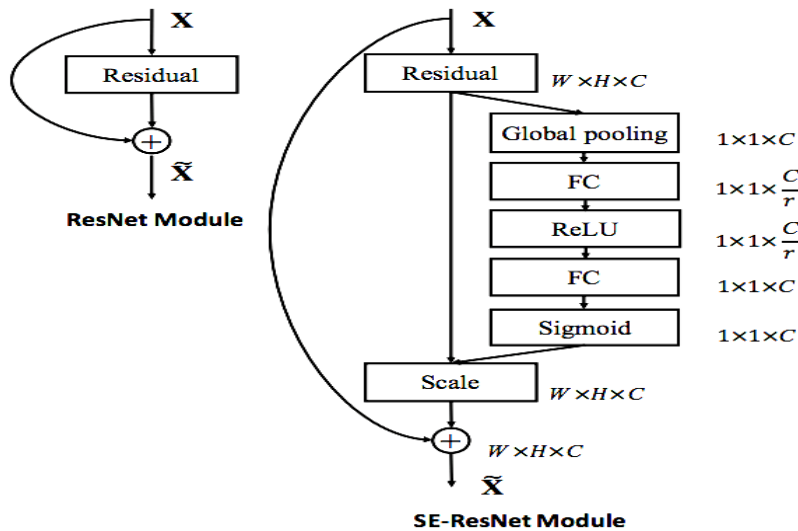 X
Residual
+
X̃
ResNet Module
X
Residual
W×H×C
Global pooling
1×1×C
FC
1×1×C/r
ReLU
1×1×C/r
FC
1×1×C
Sigmoid
1×1×C
Scale
W×H×C
+
W×H×C
X̃
SE-ResNet Module